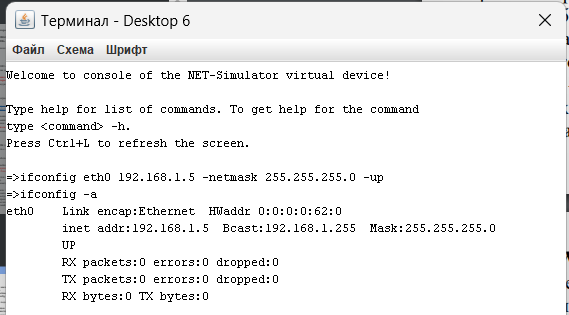 Терминал - Desktop 6
Файл Схема Шрифт
Welcome to console of the NET-Simulator virtual device!
Type help for list of commands. To get help for the command
type <command> -h.
Press Ctrl+L to refresh the screen.
=>ifconfig eth0 192.168.1.5 -netmask 255.255.255.0 -up
=>ifconfig -a
eth0 Link encap:Ethernet HWaddr 0:0:0:0:62:0
inet addr:192.168.1.5 Bcast:192.168.1.255 Mask:255.255.255.0
UP
RX packets:0 errors:0 dropped:0
TX packets:0 errors:0 dropped:0
RX bytes:0 TX bytes:0